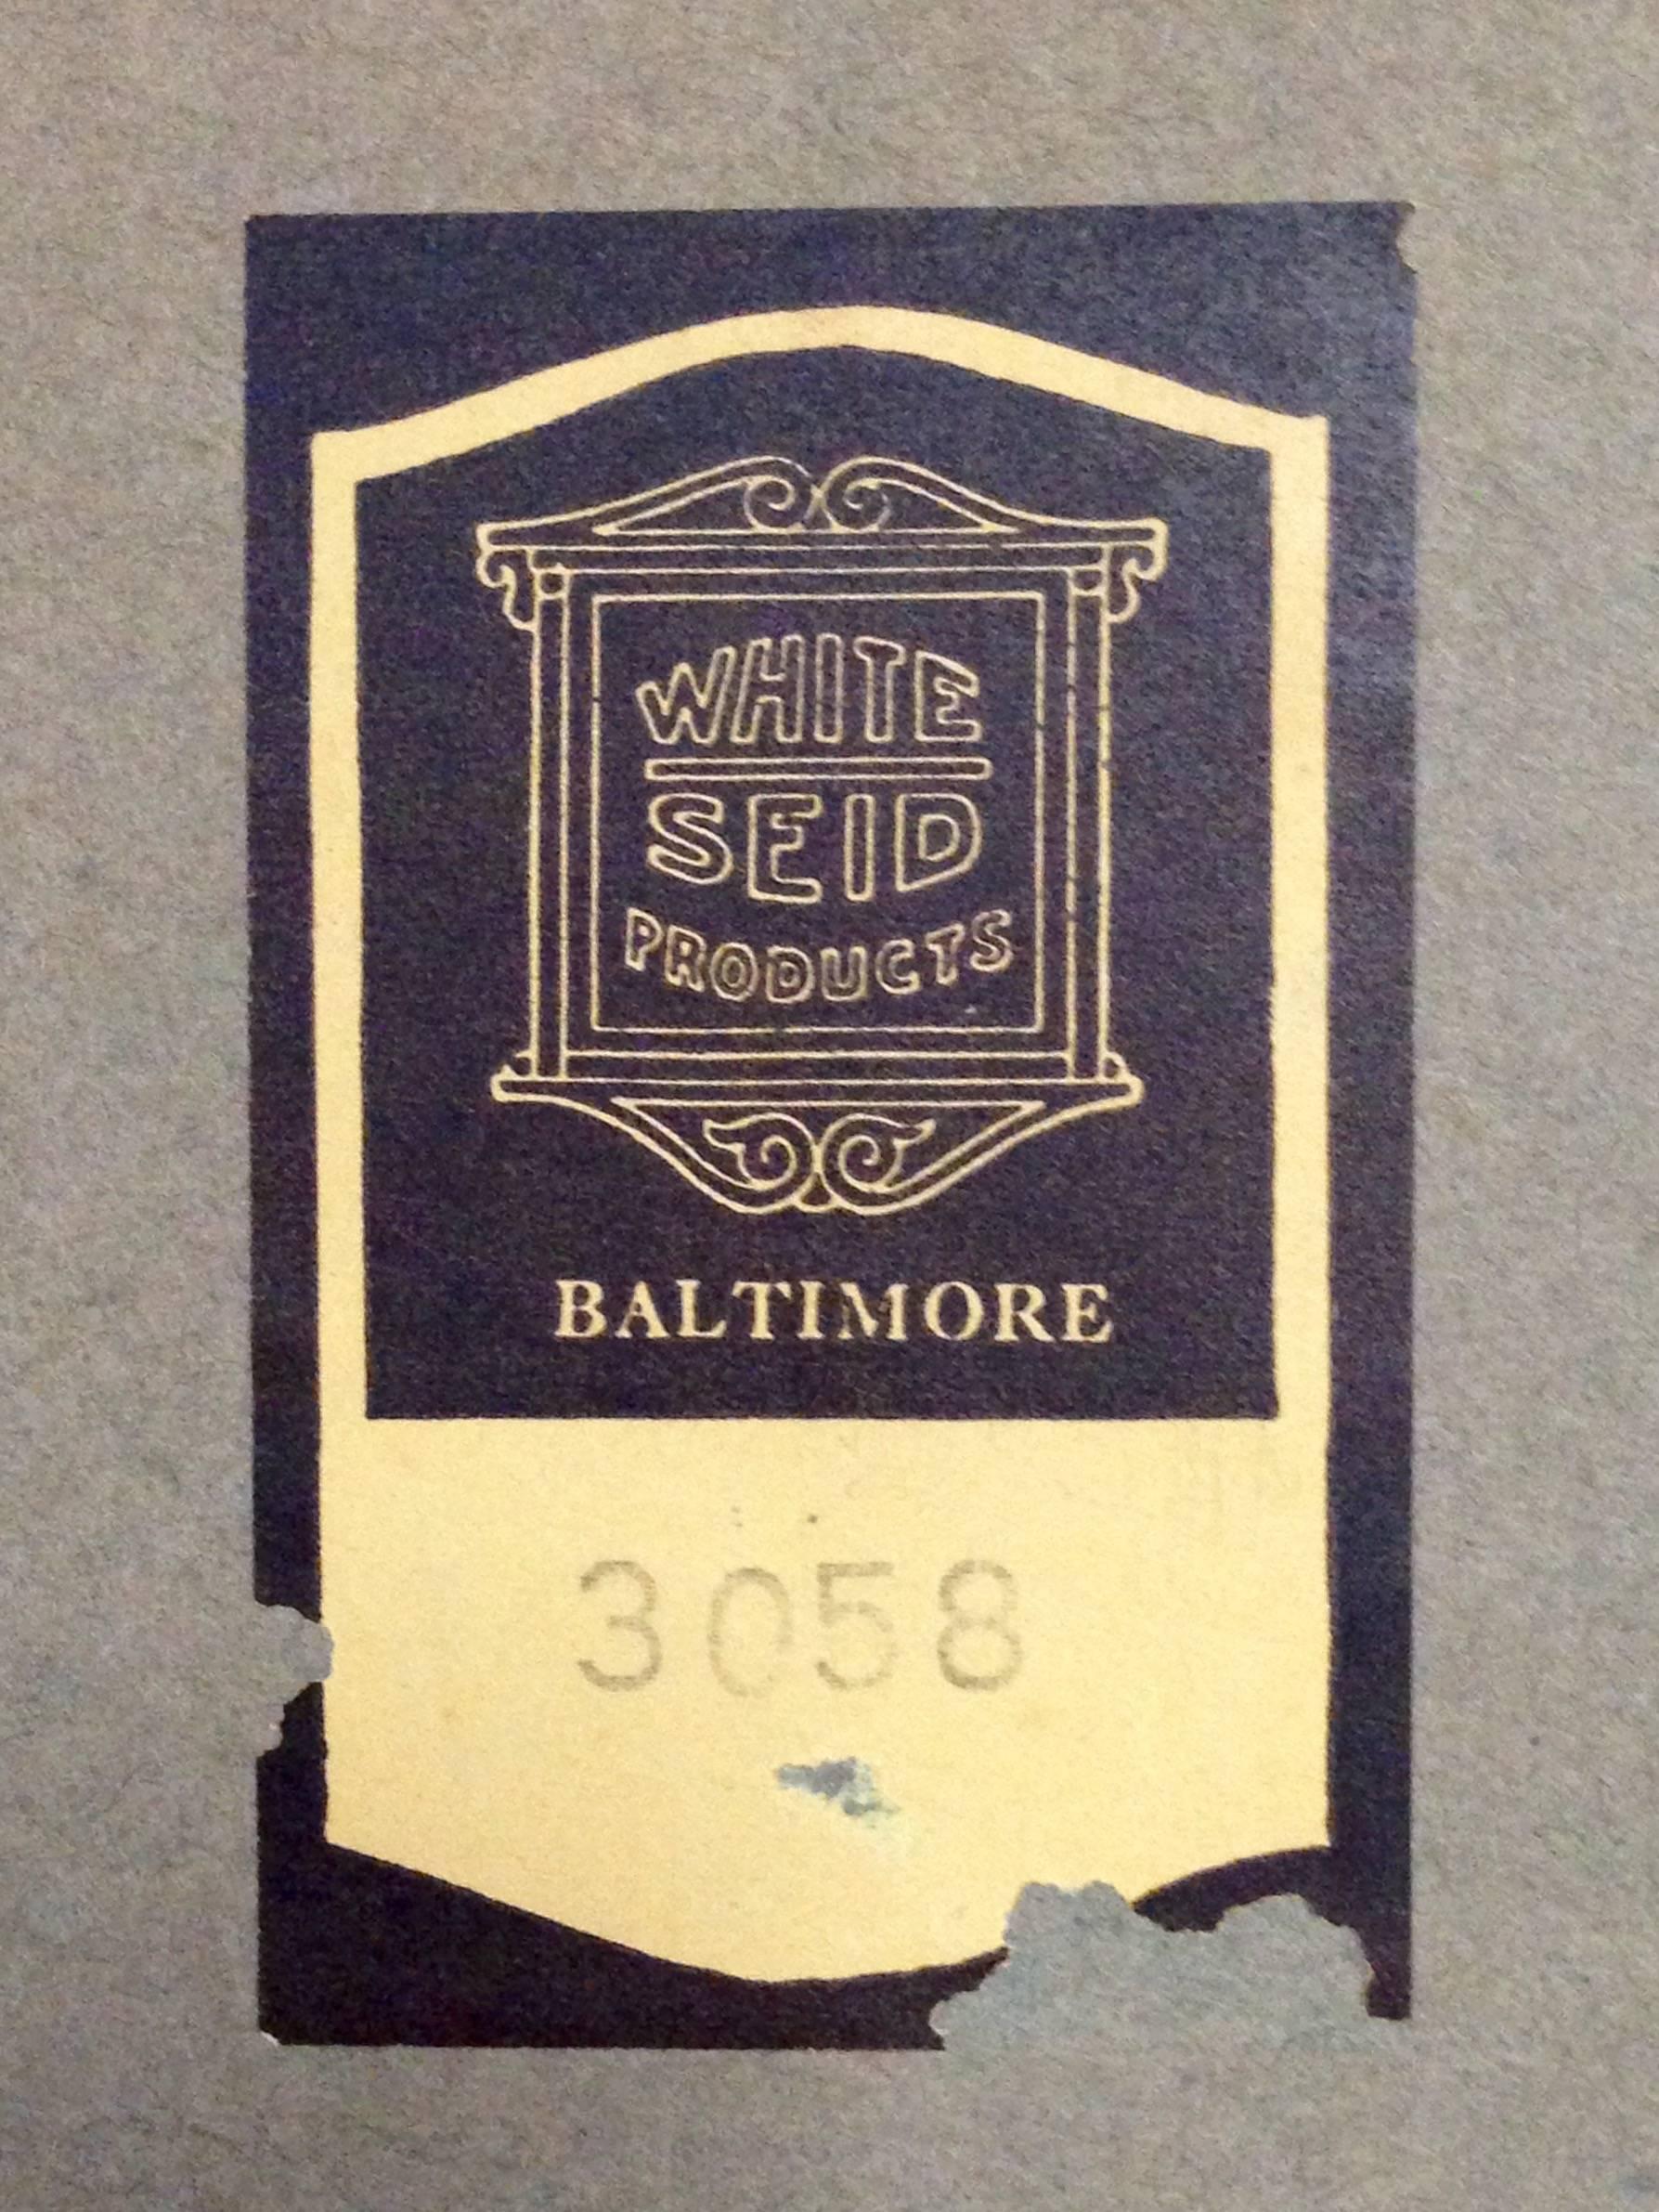 WHITE
SEID
PRODUCTS
BALTIMORE
3058